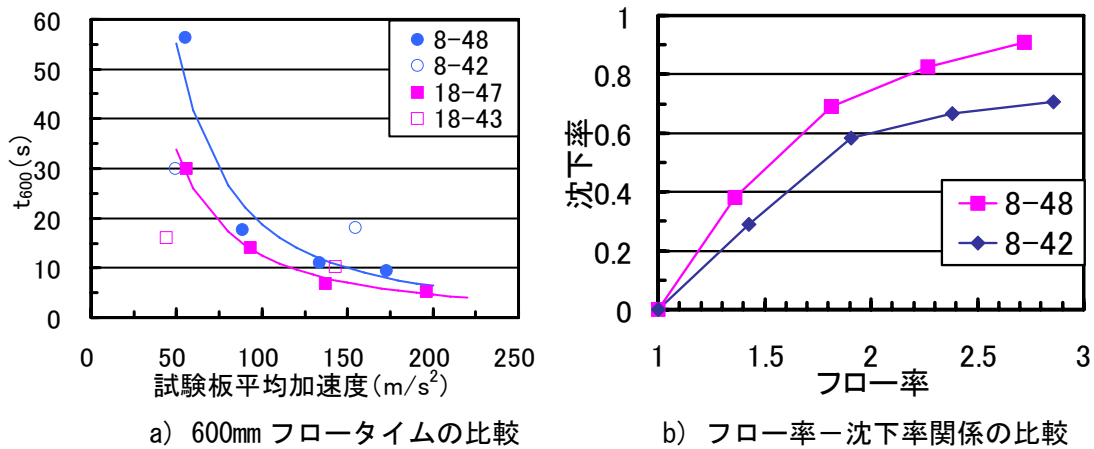 60
50
40
30
20
10
0
t600(s)
0 50 100 150 200 250
試験板平均加速度(m/s2)
8-48
8-42
18-47
18-43
a) 600mm フロータイムの比較
1
0.8
0.6
0.4
0.2
0
沈下率
1 1.5 2 2.5 3
フロー率
8-48
8-42
b) フロー率－沈下率関係の比較